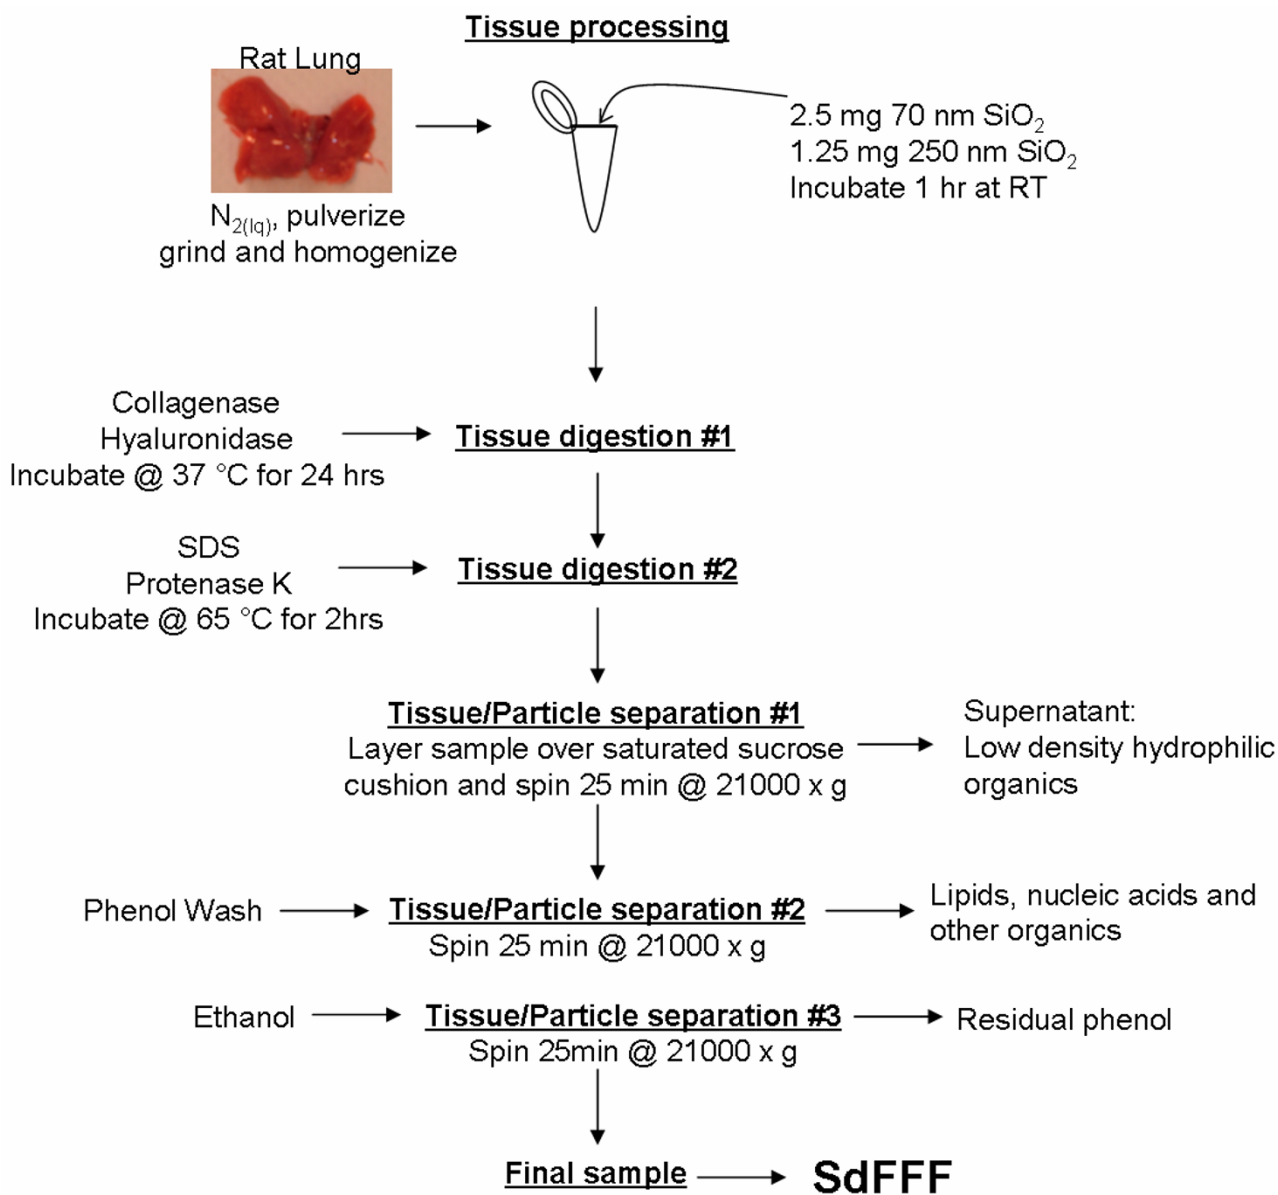 Tissue processing
Rat Lung
N2(lq), pulverize
grind and homogenize
2.5 mg 70 nm SiO2
1.25 mg 250 nm SiO2
Incubate 1 hr at RT
Collagenase
Hyaluronidase
Incubate @ 37 °C for 24 hrs
Tissue digestion #1
SDS
Protenase K
Incubate @ 65 °C for 2hrs
Tissue digestion #2
Tissue/Particle separation #1
Layer sample over saturated sucrose
cushion and spin 25 min @ 21000 x g
Supernatant:
Low density hydrophilic
organics
Phenol Wash
Tissue/Particle separation #2
Spin 25 min @ 21000 x g
Lipids, nucleic acids and
other organics
Ethanol
Tissue/Particle separation #3
Spin 25min @ 21000 x g
Residual phenol
Final sample
SdFFF